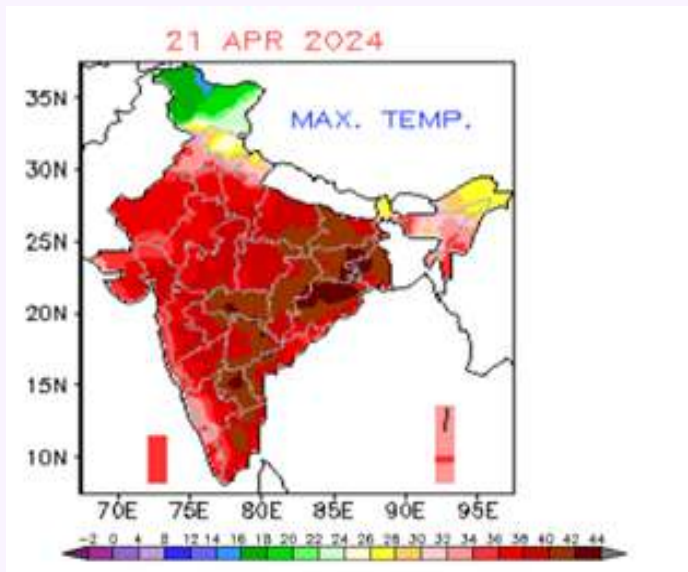 21 APR 2024
MAX. TEMP.
35N
30N
25N
20N
15N
10N
70E 75E 80E 85E 90E 95E
-2 0 4 8 12 14 16 18 20 22 24 26 28 30 32 34 36 38 40 42 44